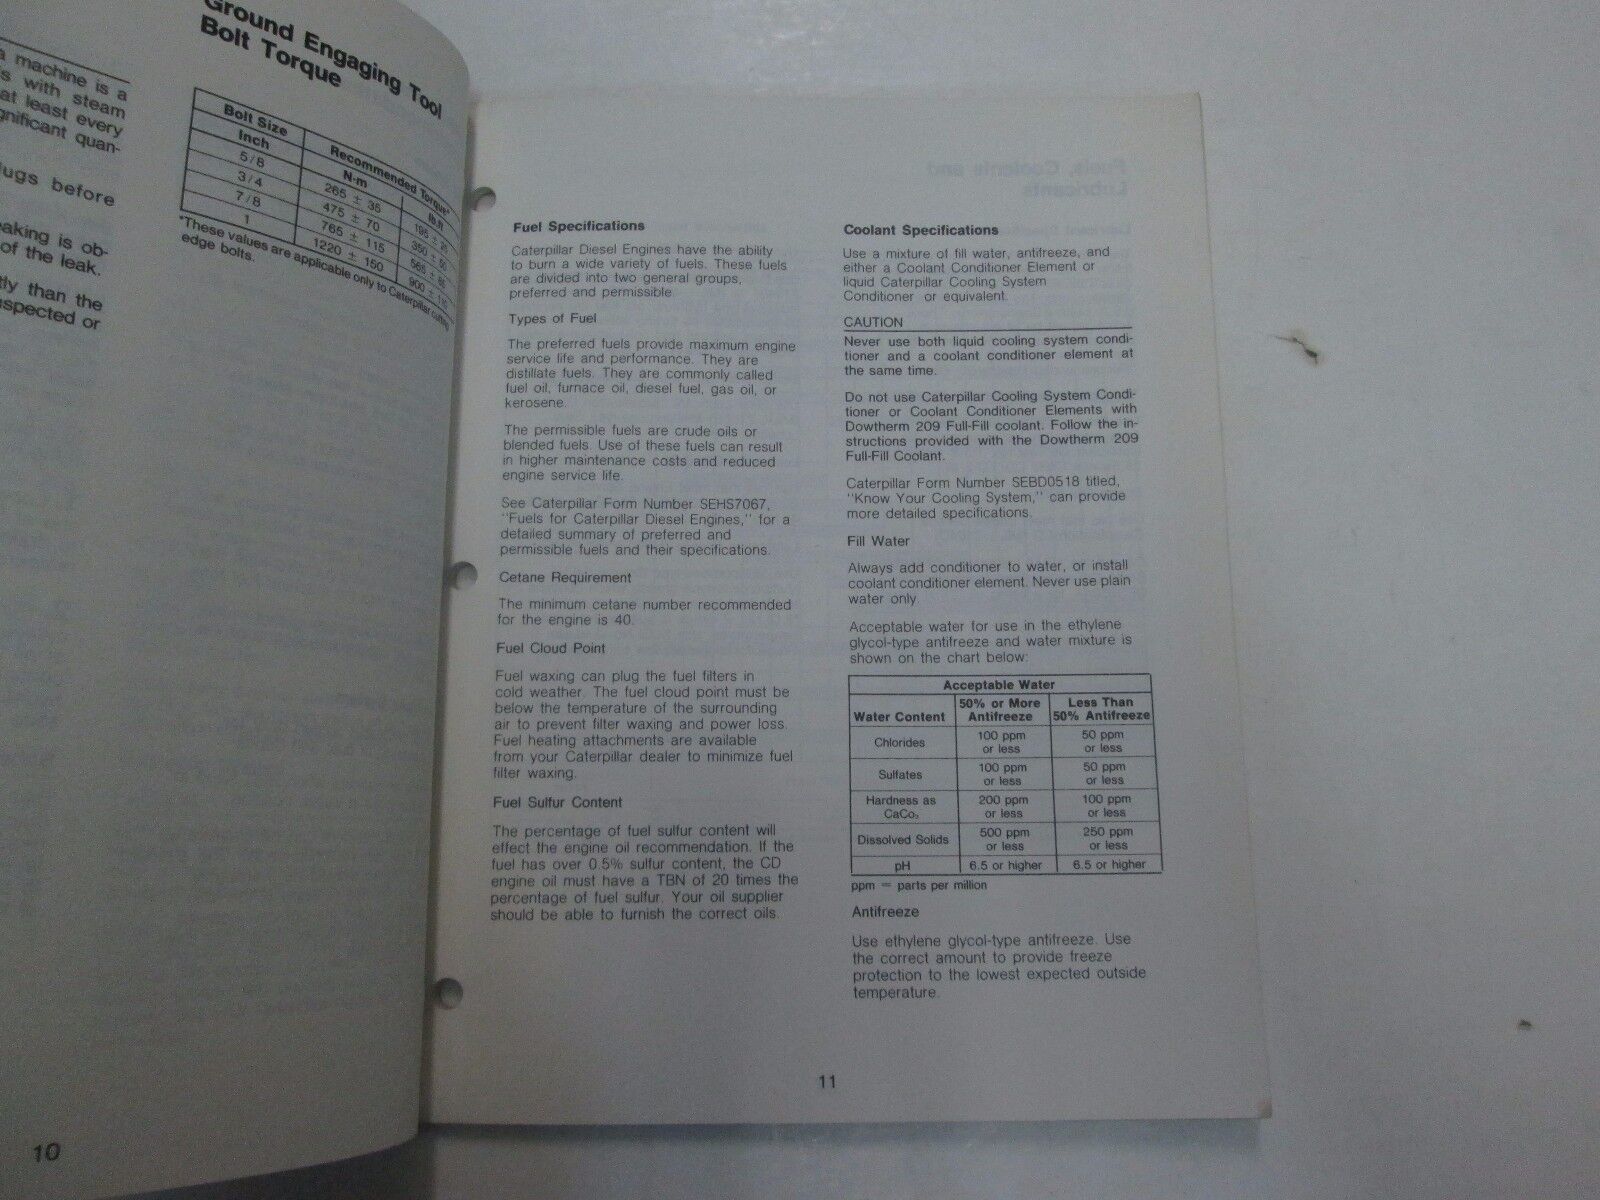 a machine is a
s with steam
at least every
gnificant quan-
lugs before
eaking is ob-
of the leak.
tly than the
nspected or
Ground Engaging Tool
Bolt Torque
Bolt Size Recommended Torque*
Inch N·m lb.ft
5/8 265 ± 35 195 ± 25
3/4 475 ± 70 350 ± 50
7/8 765 ± 115 565 ± 85
1 1220 ± 150 900 ± 110
*These values are applicable only to Caterpillar cutting
edge bolts.
10
Fuel Specifications
Caterpillar Diesel Engines have the ability
to burn a wide variety of fuels. These fuels
are divided into two general groups,
preferred and permissible.
Types of Fuel
The preferred fuels provide maximum engine
service life and performance. They are
distillate fuels. They are commonly called
fuel oil, furnace oil, diesel fuel, gas oil, or
kerosene.
The permissible fuels are crude oils or
blended fuels. Use of these fuels can result
in higher maintenance costs and reduced
engine service life.
See Caterpillar Form Number SEHS7067,
"Fuels for Caterpillar Diesel Engines," for a
detailed summary of preferred and
permissible fuels and their specifications.
Cetane Requirement
The minimum cetane number recommended
for the engine is 40.
Fuel Cloud Point
Fuel waxing can plug the fuel filters in
cold weather. The fuel cloud point must be
below the temperature of the surrounding
air to prevent filter waxing and power loss.
Fuel heating attachments are available
from your Caterpillar dealer to minimize fuel
filter waxing.
Fuel Sulfur Content
The percentage of fuel sulfur content will
effect the engine oil recommendation. If the
fuel has over 0.5% sulfur content, the CD
engine oil must have a TBN of 20 times the
percentage of fuel sulfur. Your oil supplier
should be able to furnish the correct oils.
Coolant Specifications
Use a mixture of fill water, antifreeze, and
either a Coolant Conditioner Element or
liquid Caterpillar Cooling System
Conditioner or equivalent.
CAUTION
Never use both liquid cooling system condi-
tioner and a coolant conditioner element at
the same time.
Do not use Caterpillar Cooling System Condi-
tioner or Coolant Conditioner Elements with
Dowtherm 209 Full-Fill coolant. Follow the in-
structions provided with the Dowtherm 209
Full-Fill Coolant.
Caterpillar Form Number SEBD0518 titled,
"Know Your Cooling System," can provide
more detailed specifications.
Fill Water
Always add conditioner to water, or install
coolant conditioner element. Never use plain
water only.
Acceptable water for use in the ethylene
glycol-type antifreeze and water mixture is
shown on the chart below:
Acceptable Water
Water Content 50% or More Antifreeze Less Than 50% Antifreeze
Chlorides 100 ppm or less 50 ppm or less
Sulfates 100 ppm or less 50 ppm or less
Hardness as CaCo₃ 200 ppm or less 100 ppm or less
Dissolved Solids 500 ppm or less 250 ppm or less
pH 6.5 or higher 6.5 or higher
ppm = parts per million
Antifreeze
Use ethylene glycol-type antifreeze. Use
the correct amount to provide freeze
protection to the lowest expected outside
temperature.
11